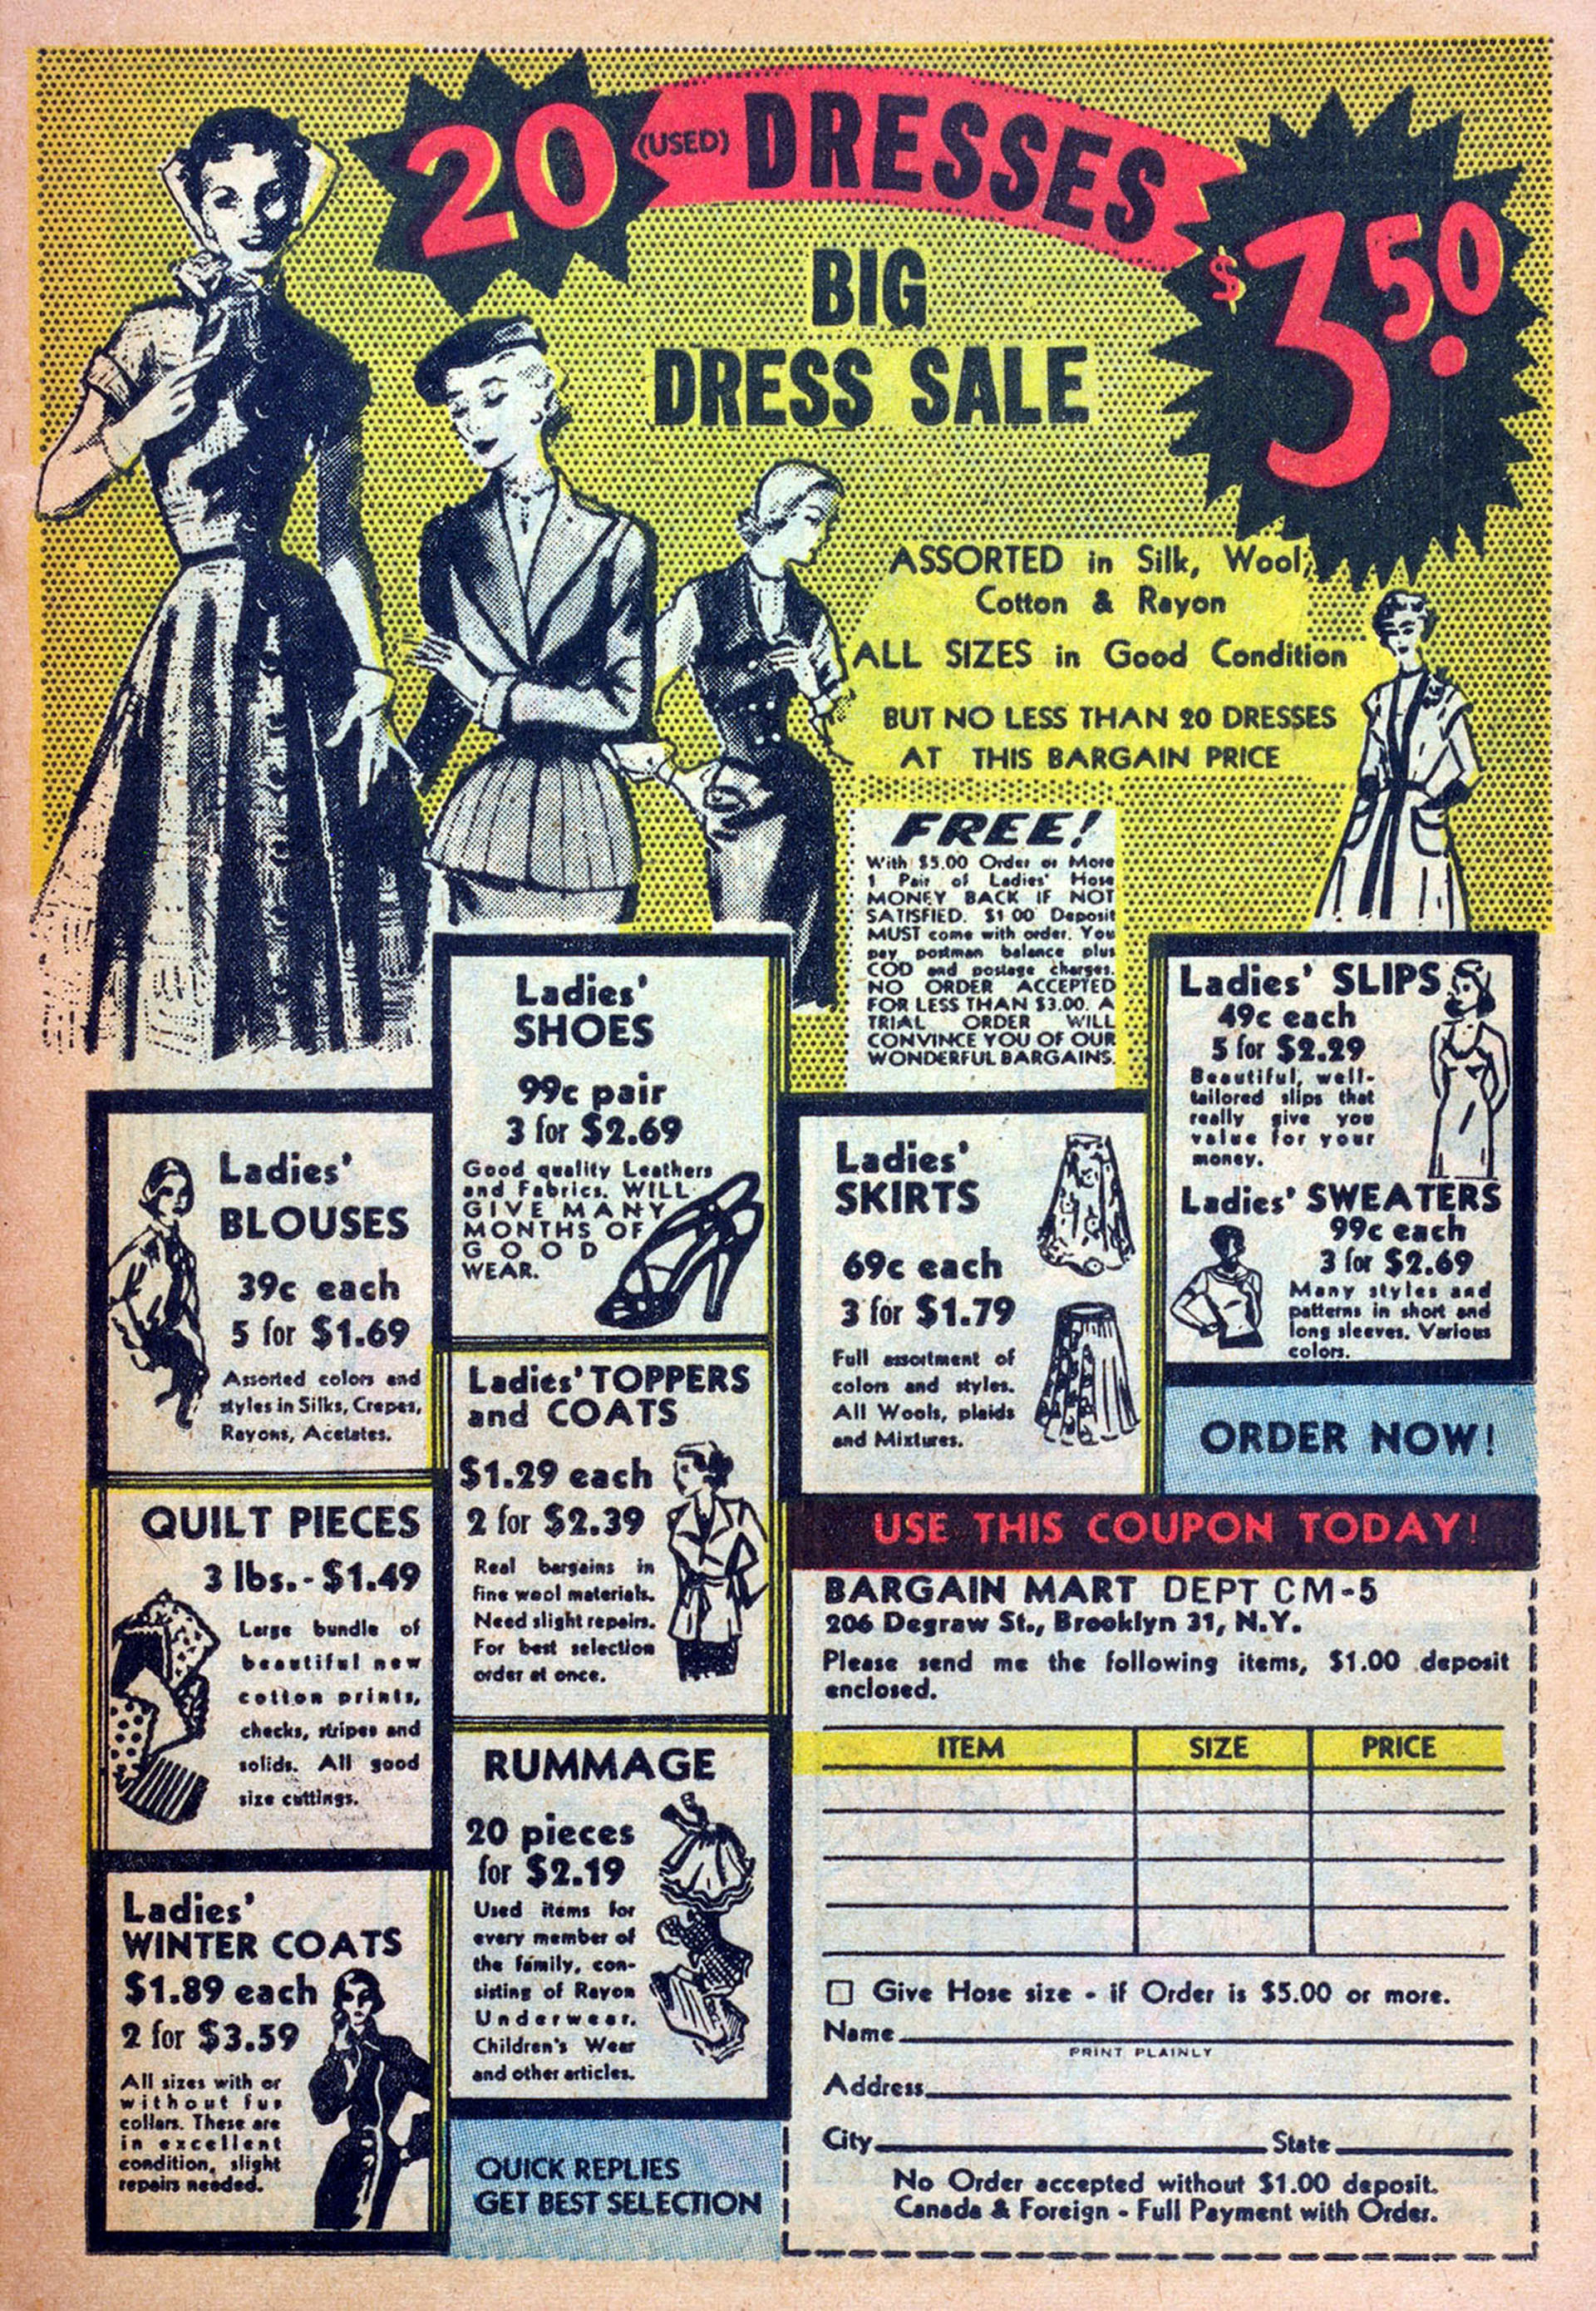 20 (USED) DRESSES $3.50
BIG
DRESS SALE
ASSORTED in Silk, Wool,
Cotton & Rayon
ALL SIZES in Good Condition
BUT NO LESS THAN 20 DRESSES
AT THIS BARGAIN PRICE
FREE!
With $5.00 Order or More
1 Pair of Ladies' Hose
MONEY BACK IF NOT
SATISFIED. $1.00 Deposit
MUST come with order. You
pay postman balance plus
COD and postage charges.
NO ORDER ACCEPTED
FOR LESS THAN $3.00. A
TRIAL ORDER WILL
CONVINCE YOU OF OUR
WONDERFUL BARGAINS.
Ladies'
BLOUSES
39c each
5 for $1.69
Assorted colors and
styles in Silks, Crepes,
Rayons, Acetates.
QUILT PIECES
3 lbs. - $1.49
Large bundle of
beautiful new
cotton prints,
checks, stripes and
solids. All good
size cuttings.
Ladies'
WINTER COATS
$1.89 each
2 for $3.59
All sizes with or
without fur
collars. These are
in excellent
condition, slight
repairs needed.
Ladies'
SHOES
99c pair
3 for $2.69
Good quality Leathers
and Fabrics. WILL
GIVE MANY
MONTHS OF
GOOD
WEAR.
Ladies' TOPPERS
and COATS
$1.29 each
2 for $2.39
Real bargains in
fine wool materials.
Need slight repairs.
For best selection
order at once.
RUMMAGE
20 pieces
for $2.19
Used items for
every member of
the family, con-
sisting of Rayon
Underwear,
Children's Wear
and other articles.
QUICK REPLIES
GET BEST SELECTION
Ladies'
SKIRTS
69c each
3 for $1.79
Full assortment of
colors and styles.
All Wools, plaids
and Mixtures.
Ladies' SLIPS
49c each
5 for $2.29
Beautiful, well-
tailored slips that
really give you
value for your
money.
Ladies' SWEATERS
99c each
3 for $2.69
Many styles and
patterns in short and
long sleeves. Various
colors.
ORDER NOW!
USE THIS COUPON TODAY!
BARGAIN MART DEPT CM-5
206 Degraw St., Brooklyn 31, N.Y.
Please send me the following items, $1.00 deposit
enclosed.
ITEM SIZE PRICE
Give Hose size - if Order is $5.00 or more.
Name
PRINT PLAINLY
Address
City State
No Order accepted without $1.00 deposit.
Canada & Foreign - Full Payment with Order.